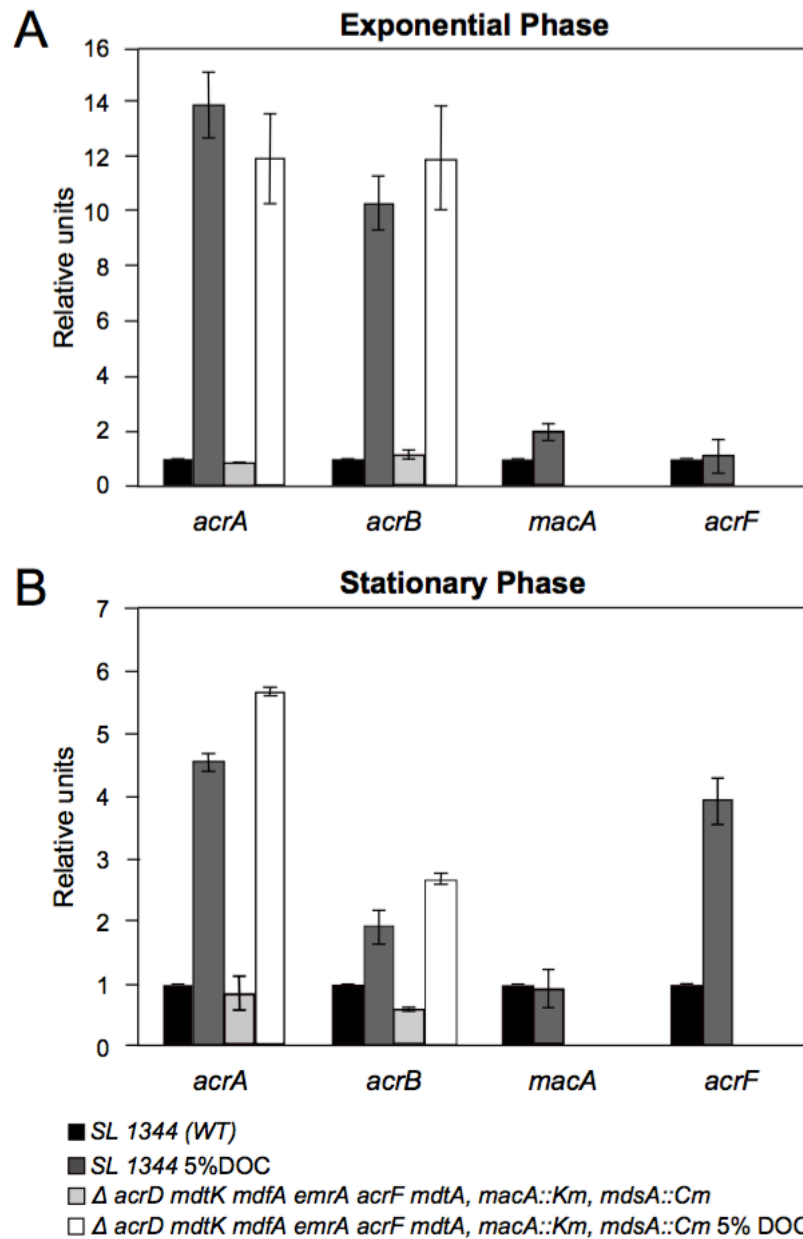 A
Exponential Phase
16
14
12
10
8
6
4
2
0
Relative units
acrA acrB macA acrF
B
Stationary Phase
7
6
5
4
3
2
1
0
Relative units
acrA acrB macA acrF
SL 1344 (WT)
SL 1344 5%DOC
Δ acrD mdtK mdfA emrA acrF mdtA, macA::Km, mdsA::Cm
Δ acrD mdtK mdfA emrA acrF mdtA, macA::Km, mdsA::Cm 5% DOC